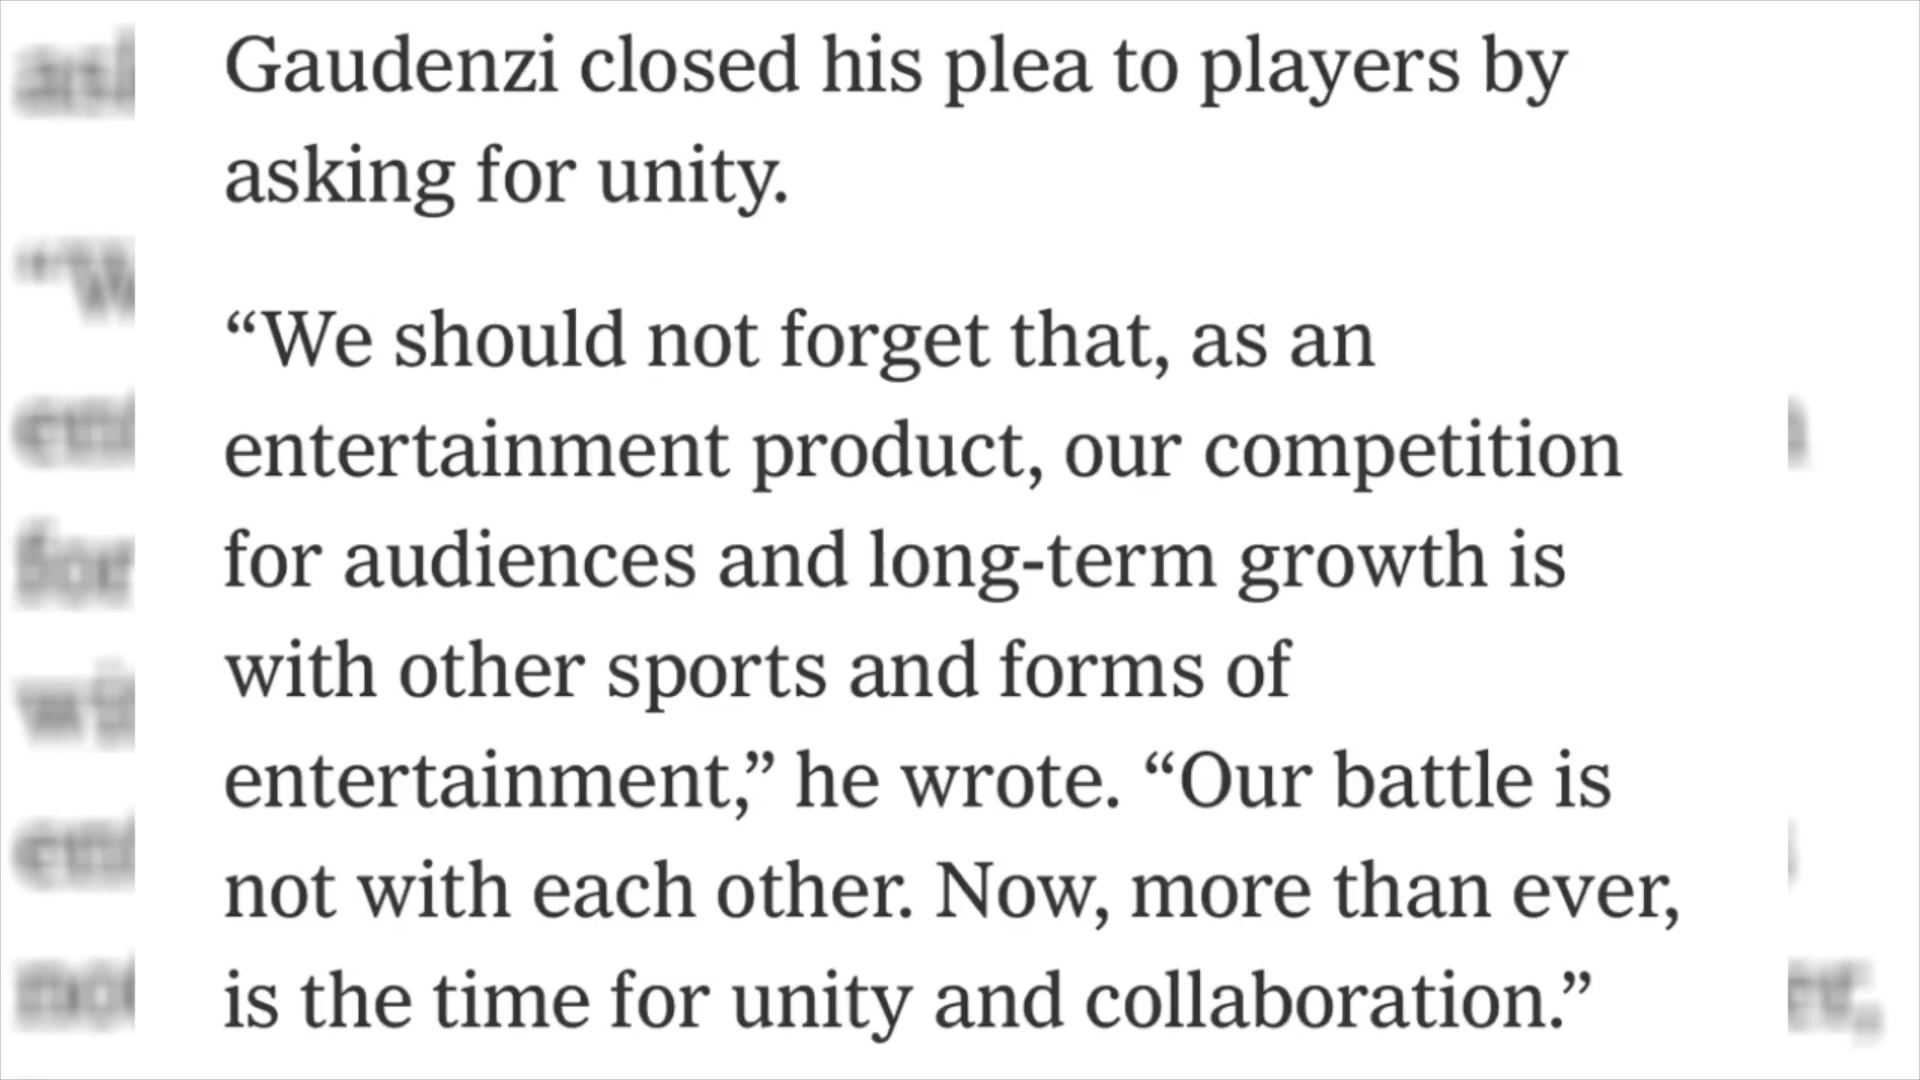 Gaudenzi closed his plea to players by
asking for unity.
“We should not forget that, as an
entertainment product, our competition
for audiences and long-term growth is
with other sports and forms of
entertainment,” he wrote. “Our battle is
not with each other. Now, more than ever,
is the time for unity and collaboration.”